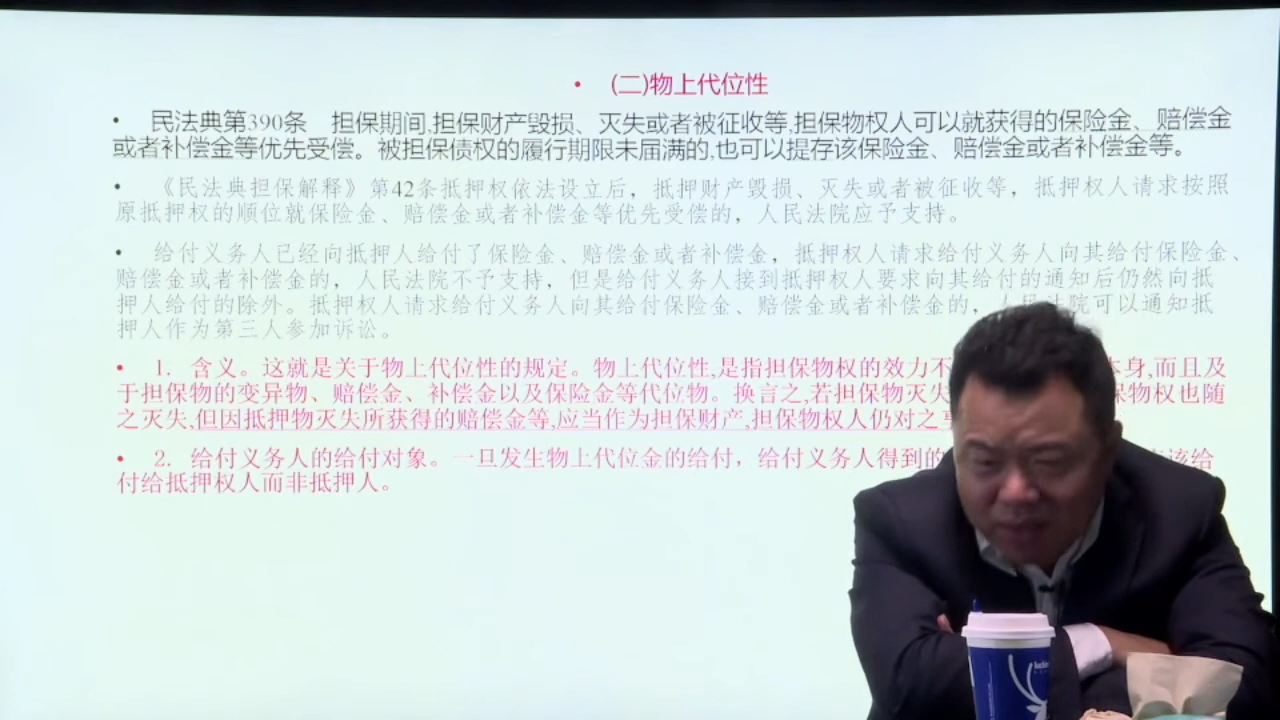 • (二)物上代位性
• 民法典第390条 担保期间,担保财产毁损、灭失或者被征收等,担保物权人可以就获得的保险金、赔偿金
或者补偿金等优先受偿。被担保债权的履行期限未届满的,也可以提存该保险金、赔偿金或者补偿金等。
• 《民法典担保解释》第42条抵押权依法设立后，抵押财产毁损、灭失或者被征收等，抵押权人请求按照
原抵押权的顺位就保险金、赔偿金或者补偿金等优先受偿的，人民法院应予支持。
• 给付义务人已经向抵押人给付了保险金、赔偿金或者补偿金，抵押权人请求给付义务人向其给付保险金、
赔偿金或者补偿金的，人民法院不予支持，但是给付义务人接到抵押权人要求向其给付的通知后仍然向抵
押人给付的除外。抵押权人请求给付义务人向其给付保险金、赔偿金或者补偿金的，人民法院可以通知抵
押人作为第三人参加诉讼。
• 1. 含义。这就是关于物上代位性的规定。物上代位性,是指担保物权的效力不 本身,而且及
于担保物的变异物、赔偿金、补偿金以及保险金等代位物。换言之,若担保物灭失 保物权也随
之灭失,但因抵押物灭失所获得的赔偿金等,应当作为担保财产,担保物权人仍对之
• 2. 给付义务人的给付对象。一旦发生物上代位金的给付，给付义务人得到的 该给
付给抵押权人而非抵押人。
luckin